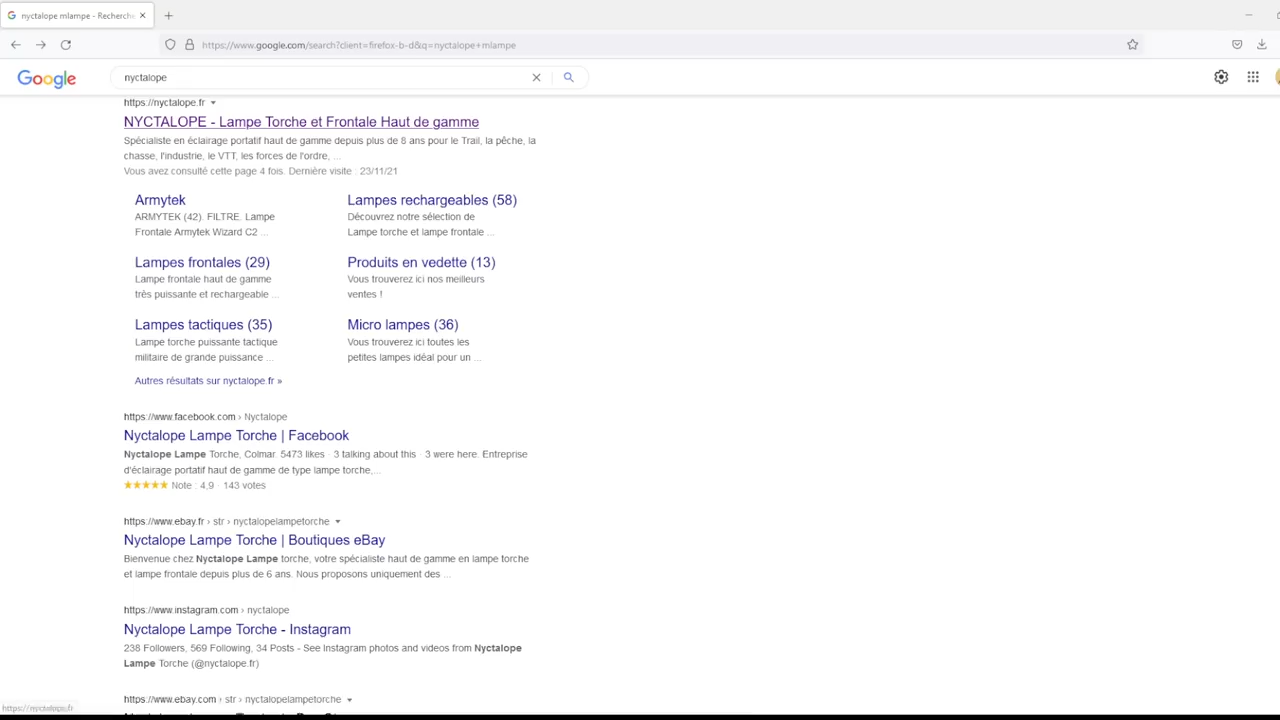 nyctalope mlampe - Recherche
https://www.google.com/search?client=firefox-b-d&q=nyctalope+mlampe
Google
nyctalope
https://nyctalope.fr
NYCTALOPE - Lampe Torche et Frontale Haut de gamme
Spécialiste en éclairage portatif haut de gamme depuis plus de 8 ans pour le Trail, la pêche, la
chasse, l'industrie, le VTT, les forces de l'ordre, ...
Vous avez consulté cette page 4 fois. Dernière visite : 23/11/21
Armytek
ARMYTEK (42). FILTRE. Lampe
Frontale Armytek Wizard C2 ...
Lampes rechargeables (58)
Découvrez notre sélection de
Lampe torche et lampe frontale ...
Lampes frontales (29)
Lampe frontale haut de gamme
très puissante et rechargeable ...
Produits en vedette (13)
Vous trouverez ici nos meilleurs
ventes !
Lampes tactiques (35)
Lampe torche puissante tactique
militaire de grande puissance ...
Micro lampes (36)
Vous trouverez ici toutes les
petites lampes idéal pour un ...
Autres résultats sur nyctalope.fr »
https://www.facebook.com › Nyctalope
Nyctalope Lampe Torche | Facebook
Nyctalope Lampe Torche, Colmar. 5473 likes · 3 talking about this · 3 were here. Entreprise
d'éclairage portatif haut de gamme de type lampe torche,...
★★★★★ Note : 4,9 · 143 votes
https://www.ebay.fr › str › nyctalopelampetorche
Nyctalope Lampe Torche | Boutiques eBay
Bienvenue chez Nyctalope Lampe torche, votre spécialiste haut de gamme en lampe torche
et lampe frontale depuis plus de 6 ans. Nous proposons uniquement des ...
https://www.instagram.com › nyctalope
Nyctalope Lampe Torche - Instagram
238 Followers, 569 Following, 34 Posts - See Instagram photos and videos from Nyctalope
Lampe Torche (@nyctalope.fr)
https://www.ebay.com › str › nyctalopelampetorche
https://nyctalope.fr